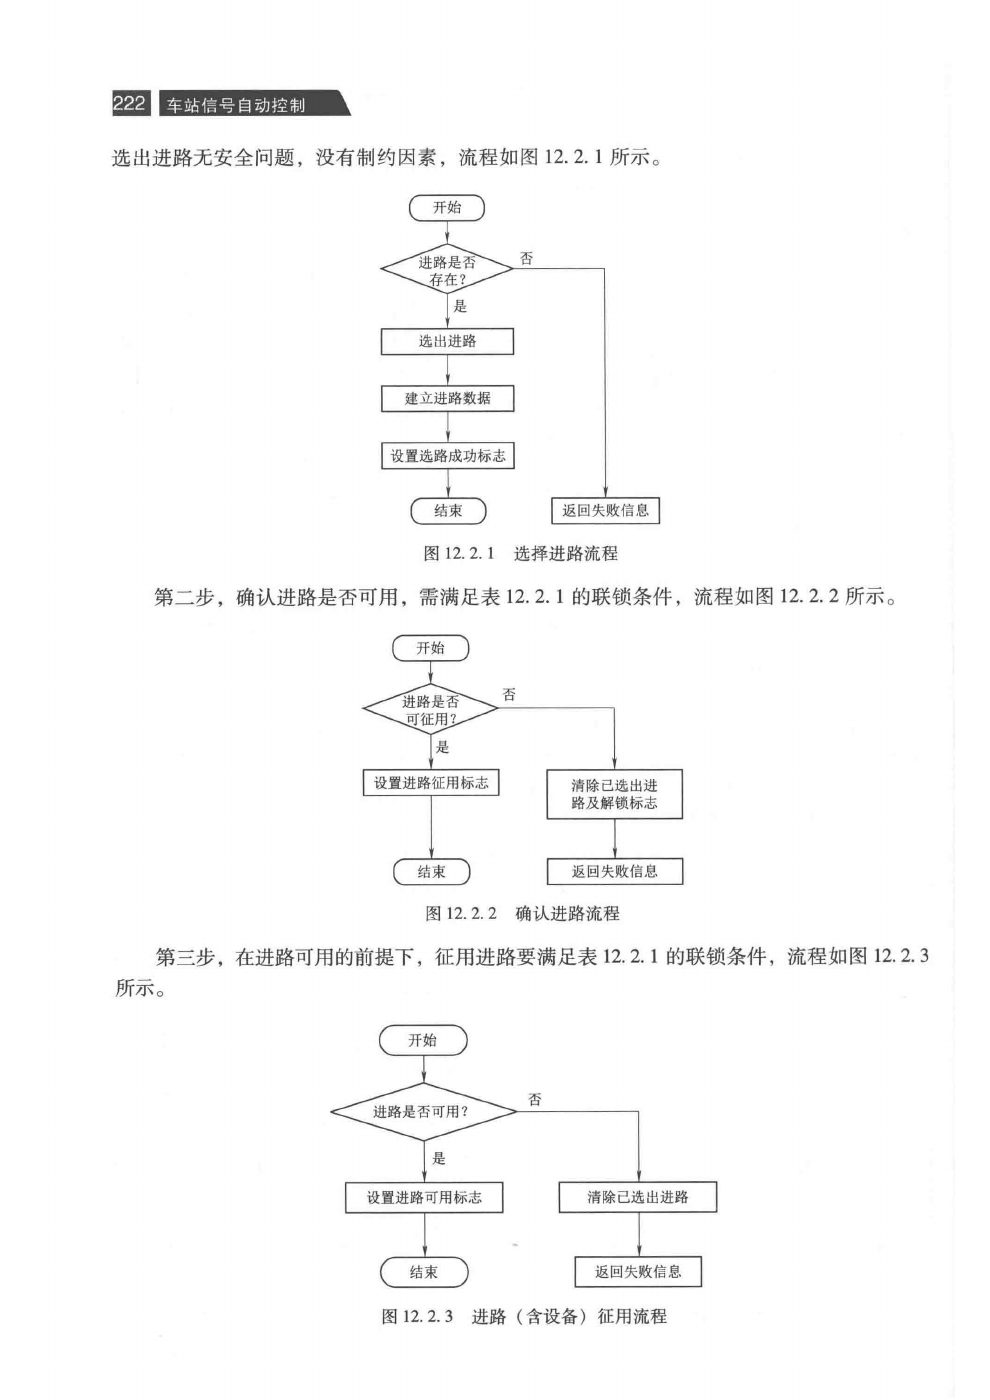 222 车站信号自动控制
选出进路无安全问题，没有制约因素，流程如图 12.2.1 所示。
开始
进路是否
存在？
否
是
选出进路
建立进路数据
设置选路成功标志
结束
返回失败信息
图 12.2.1 选择进路流程
第二步，确认进路是否可用，需满足表 12.2.1 的联锁条件，流程如图 12.2.2 所示。
开始
进路是否
可征用？
否
是
设置进路征用标志
清除已选出进
路及解锁标志
结束
返回失败信息
图 12.2.2 确认进路流程
第三步，在进路可用的前提下，征用进路要满足表 12.2.1 的联锁条件，流程如图 12.2.3
所示。
开始
进路是否可用？
否
是
设置进路可用标志
清除已选出进路
结束
返回失败信息
图 12.2.3 进路（含设备）征用流程